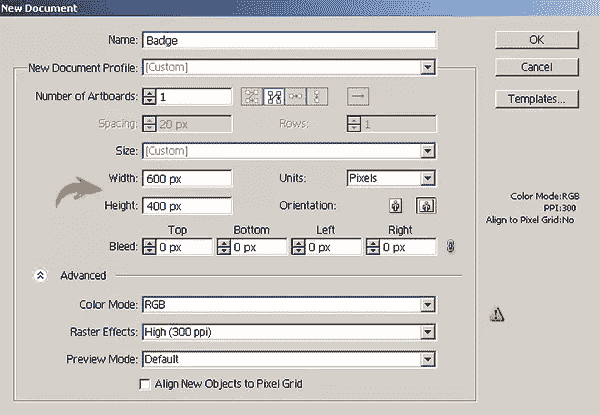 New Document
Name: Badge
OK
New Document Profile: [Custom]
Cancel
Number of Artboards: 1
Templates...
Spacing: 20 px Rows: 1
Size: [Custom]
Width: 600 px Units: Pixels
Height: 400 px Orientation:
Color Mode:RGB
PPI:300
Align to Pixel Grid:No
Top Bottom Left Right
Bleed: 0 px 0 px 0 px 0 px
Advanced
Color Mode: RGB
Raster Effects: High (300 ppi)
Preview Mode: Default
Align New Objects to Pixel Grid